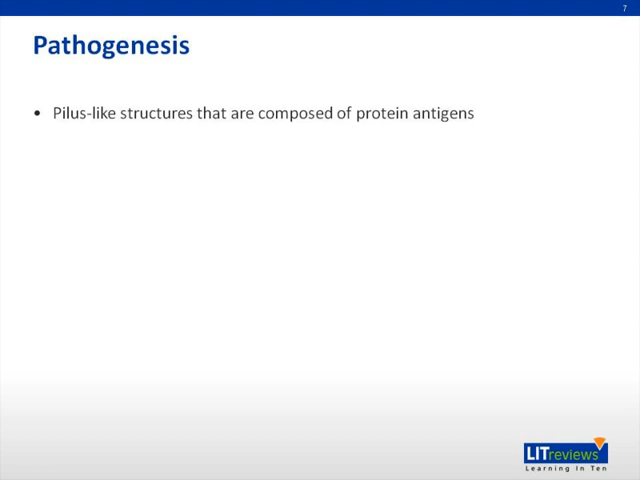 7
Pathogenesis
• Pilus-like structures that are composed of protein antigens
LITreviews
Learning In Ten